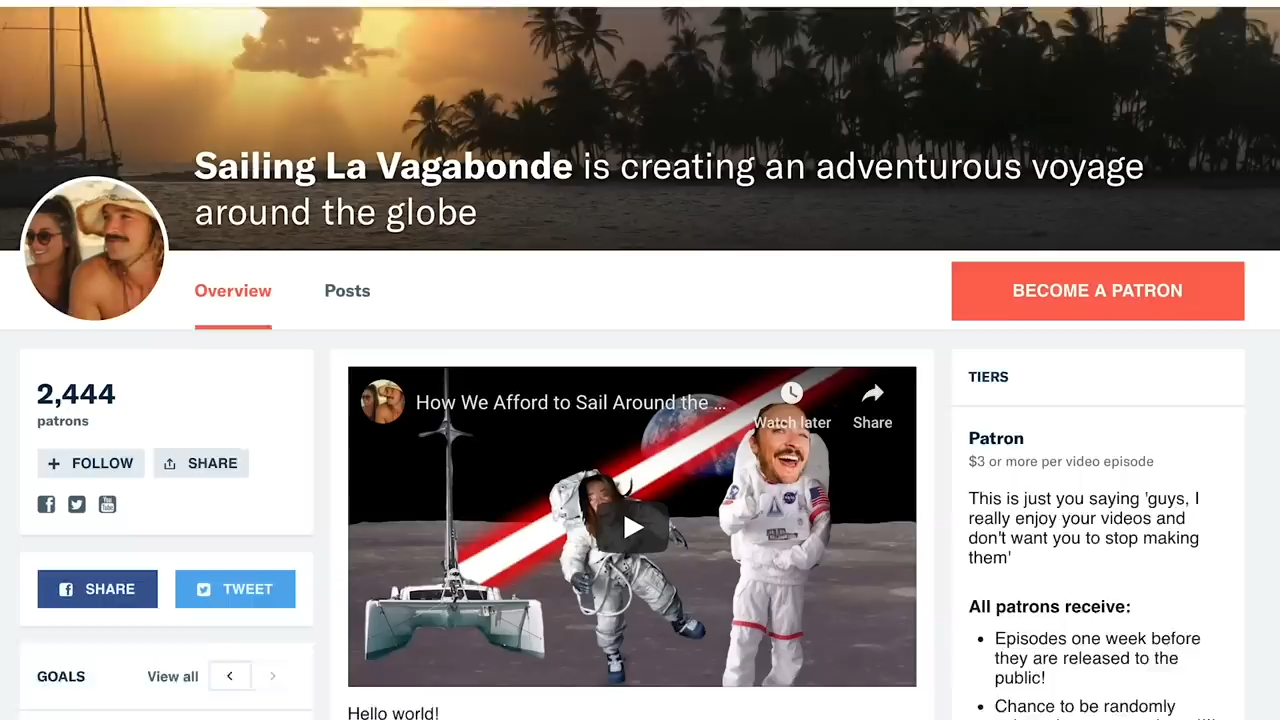 Sailing La Vagabonde is creating an adventurous voyage
around the globe
Overview
Posts
BECOME A PATRON
2,444
patrons
FOLLOW
SHARE
You
Tube
SHARE
TWEET
GOALS
View all
How We Afford to Sail Around the ...
Watch later
Share
Hello world!
TIERS
Patron
$3 or more per video episode
This is just you saying 'guys, I
really enjoy your videos and
don't want you to stop making
them'
All patrons receive:
• Episodes one week before
they are released to the
public!
• Chance to be randomly